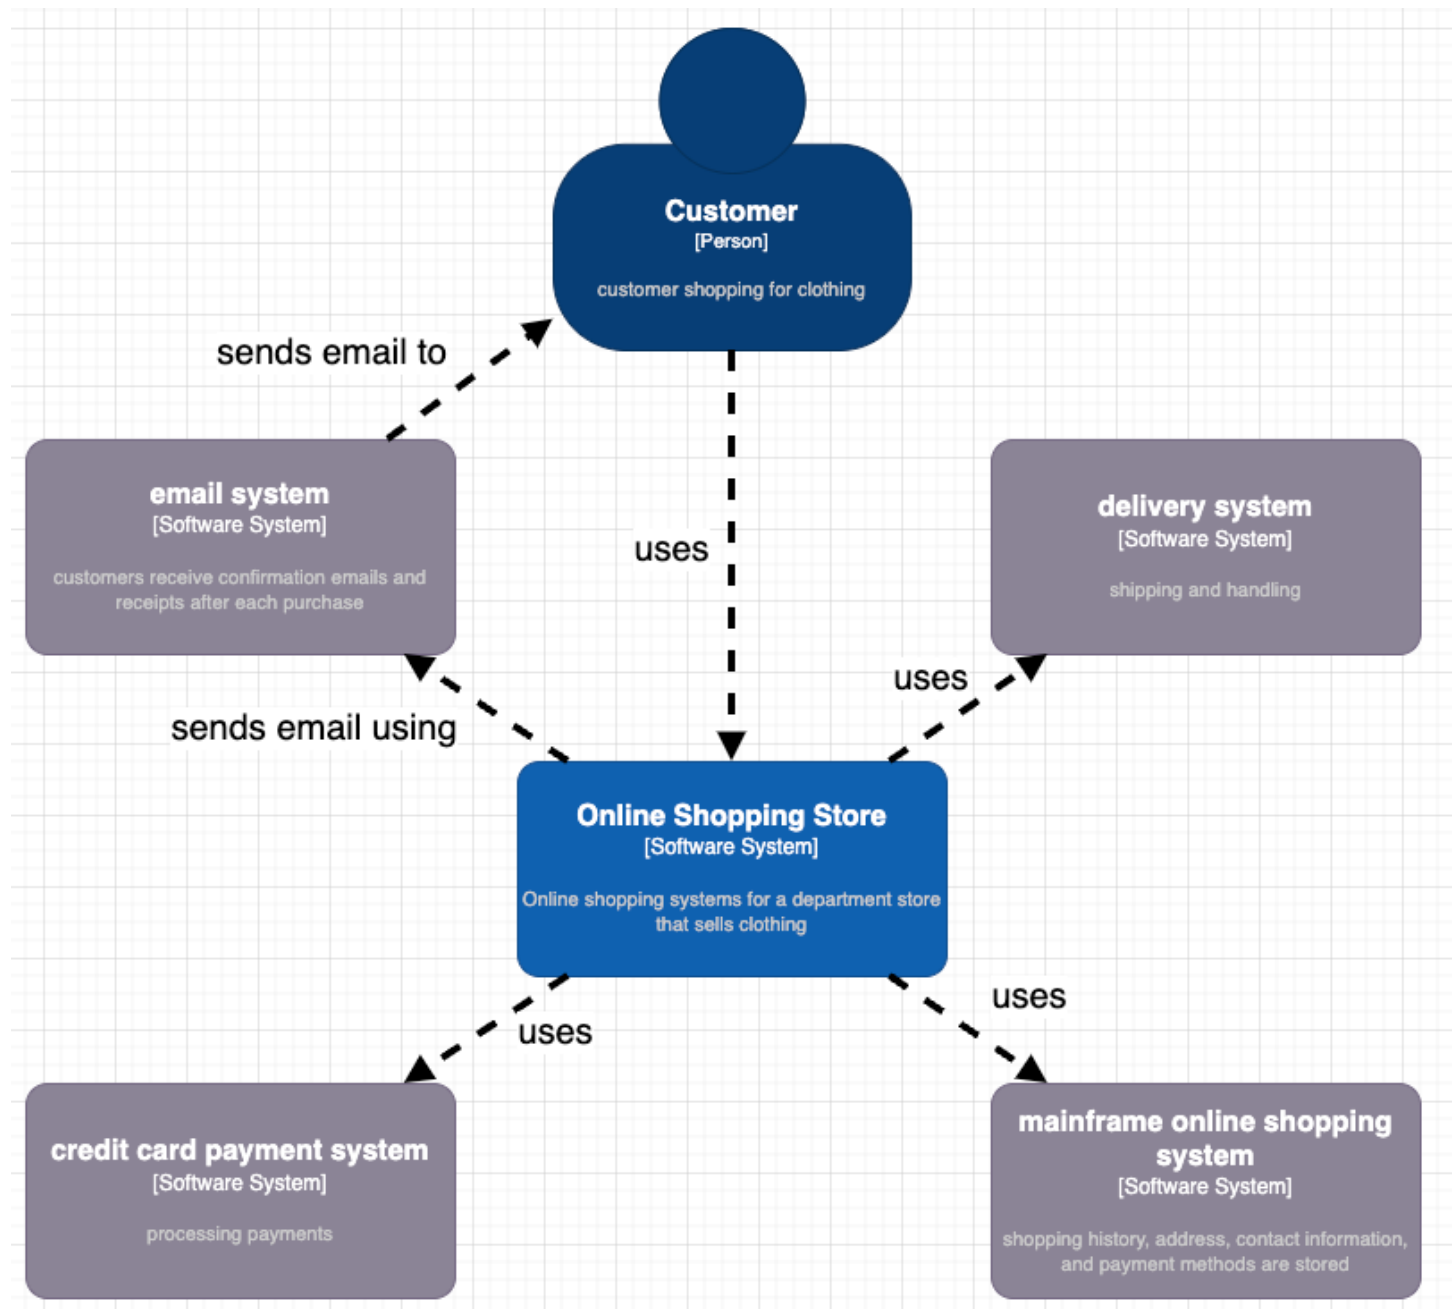 Customer
[Person]
customer shopping for clothing
sends email to
email system
[Software System]
customers receive confirmation emails and
receipts after each purchase
uses
delivery system
[Software System]
shipping and handling
sends email using
uses
Online Shopping Store
[Software System]
Online shopping systems for a department store
that sells clothing
uses
uses
credit card payment system
[Software System]
processing payments
mainframe online shopping
system
[Software System]
shopping history, address, contact information,
and payment methods are stored